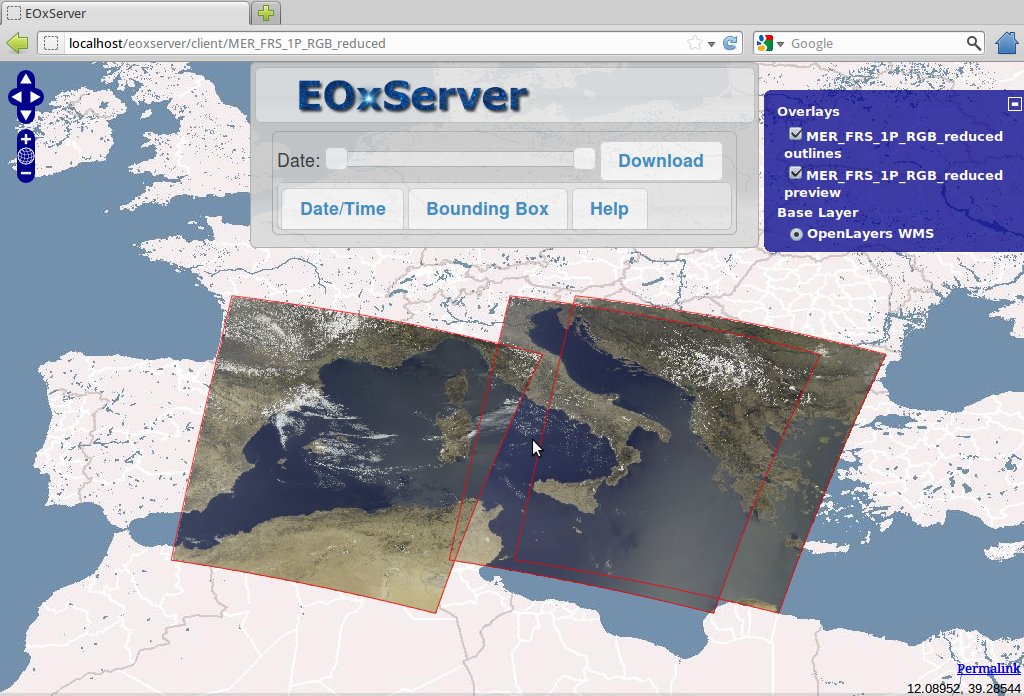 EOxServer
localhost/eoxserver/client/MER_FRS_1P_RGB_reduced
Google
EOxServer
Date:
Download
Date/Time
Bounding Box
Help
Overlays
MER_FRS_1P_RGB_reduced
outlines
MER_FRS_1P_RGB_reduced
preview
Base Layer
OpenLayers WMS
Permalink
12.08952, 39.28544